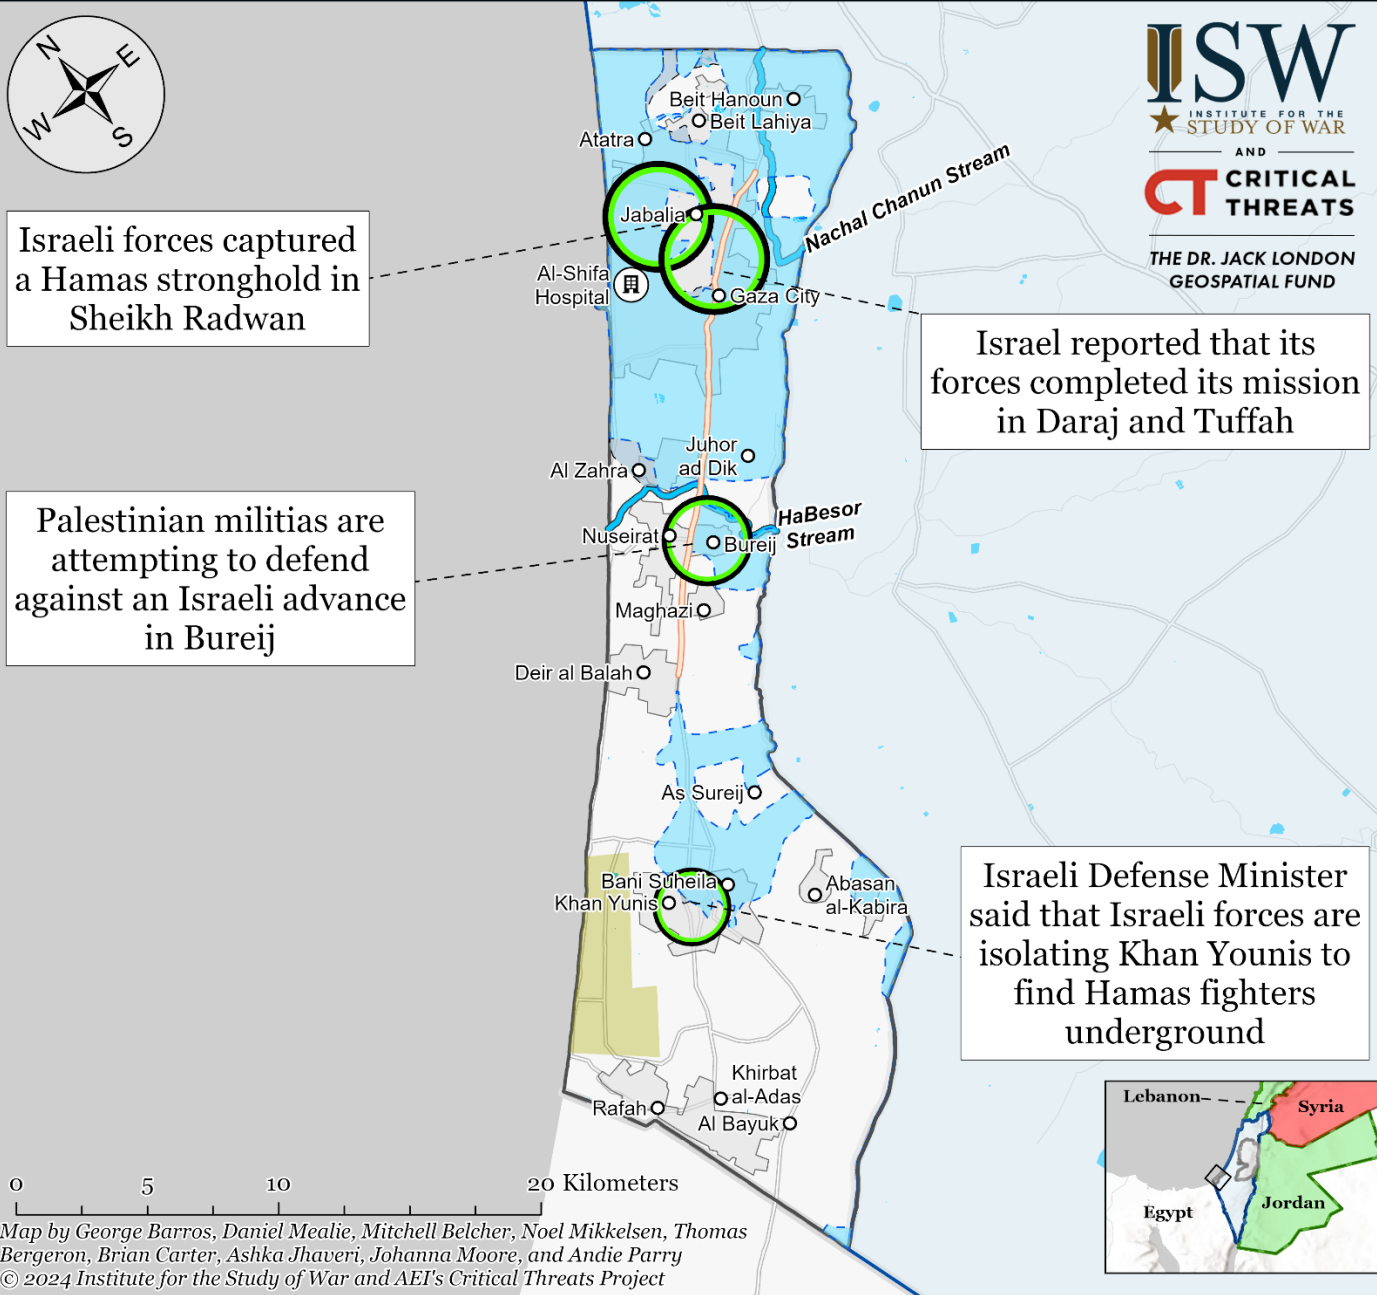 N
E
W
S
ISW
INSTITUTE FOR THE
STUDY OF WAR
AND
CT CRITICAL
THREATS
THE DR. JACK LONDON
GEOSPATIAL FUND
Beit Hanoun
Beit Lahiya
Atatra
Nachal Chanun Stream
Israeli forces captured
a Hamas stronghold in
Sheikh Radwan
Jabalia
Al-Shifa
Hospital
Gaza City
Israel reported that its
forces completed its mission
in Daraj and Tuffah
Juhor
ad Dik
Al Zahra
Palestinian militias are
attempting to defend
against an Israeli advance
in Bureij
HaBesor
Stream
Nuseirat
Bureij
Maghazi
Deir al Balah
As Sureij
Bani Suheila
Khan Yunis
Abasan
al-Kabira
Israeli Defense Minister
said that Israeli forces are
isolating Khan Younis to
find Hamas fighters
underground
Khirbat
al-Adas
Rafah
Al Bayuk
Lebanon
Syria
Jordan
Egypt
0 5 10 20 Kilometers
Map by George Barros, Daniel Mealie, Mitchell Belcher, Noel Mikkelsen, Thomas
Bergeron, Brian Carter, Ashka Jhaveri, Johanna Moore, and Andie Parry
© 2024 Institute for the Study of War and AEI's Critical Threats Project